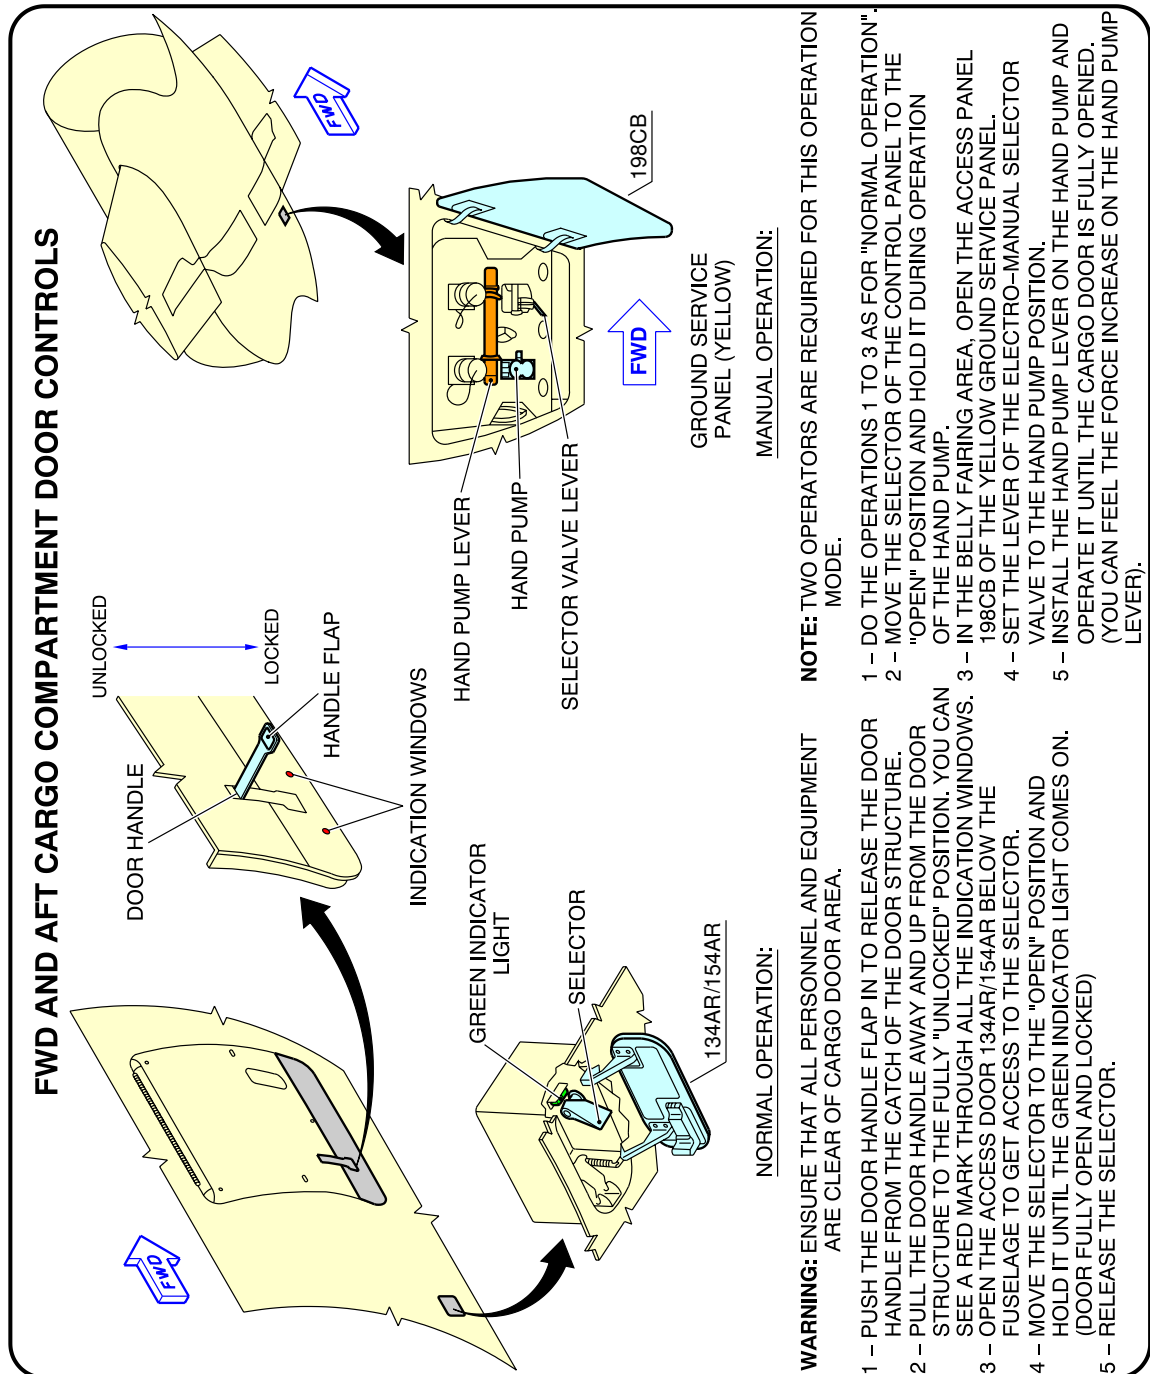 FWD AND AFT CARGO COMPARTMENT DOOR CONTROLS
FWD
DOOR HANDLE
UNLOCKED
LOCKED
HANDLE FLAP
INDICATION WINDOWS
GREEN INDICATOR
LIGHT
SELECTOR
134AR/154AR
FWD
HAND PUMP LEVER
HAND PUMP
SELECTOR VALVE LEVER
198CB
FWD
GROUND SERVICE
PANEL (YELLOW)
NORMAL OPERATION:
WARNING: ENSURE THAT ALL PERSONNEL AND EQUIPMENT
ARE CLEAR OF CARGO DOOR AREA.
1 – PUSH THE DOOR HANDLE FLAP IN TO RELEASE THE DOOR
HANDLE FROM THE CATCH OF THE DOOR STRUCTURE.
2 – PULL THE DOOR HANDLE AWAY AND UP FROM THE DOOR
STRUCTURE TO THE FULLY "UNLOCKED" POSITION. YOU CAN
SEE A RED MARK THROUGH ALL THE INDICATION WINDOWS.
3 – OPEN THE ACCESS DOOR 134AR/154AR BELOW THE
FUSELAGE TO GET ACCESS TO THE SELECTOR.
4 – MOVE THE SELECTOR TO THE "OPEN" POSITION AND
HOLD IT UNTIL THE GREEN INDICATOR LIGHT COMES ON.
(DOOR FULLY OPEN AND LOCKED)
5 – RELEASE THE SELECTOR.
MANUAL OPERATION:
NOTE: TWO OPERATORS ARE REQUIRED FOR THIS OPERATION
MODE.
1 – DO THE OPERATIONS 1 TO 3 AS FOR "NORMAL OPERATION".
2 – MOVE THE SELECTOR OF THE CONTROL PANEL TO THE
"OPEN" POSITION AND HOLD IT DURING OPERATION
OF THE HAND PUMP.
3 – IN THE BELLY FAIRING AREA, OPEN THE ACCESS PANEL
198CB OF THE YELLOW GROUND SERVICE PANEL.
4 – SET THE LEVER OF THE ELECTRO–MANUAL SELECTOR
VALVE TO THE HAND PUMP POSITION.
5 – INSTALL THE HAND PUMP LEVER ON THE HAND PUMP AND
OPERATE IT UNTIL THE CARGO DOOR IS FULLY OPENED.
(YOU CAN FEEL THE FORCE INCREASE ON THE HAND PUMP
LEVER).